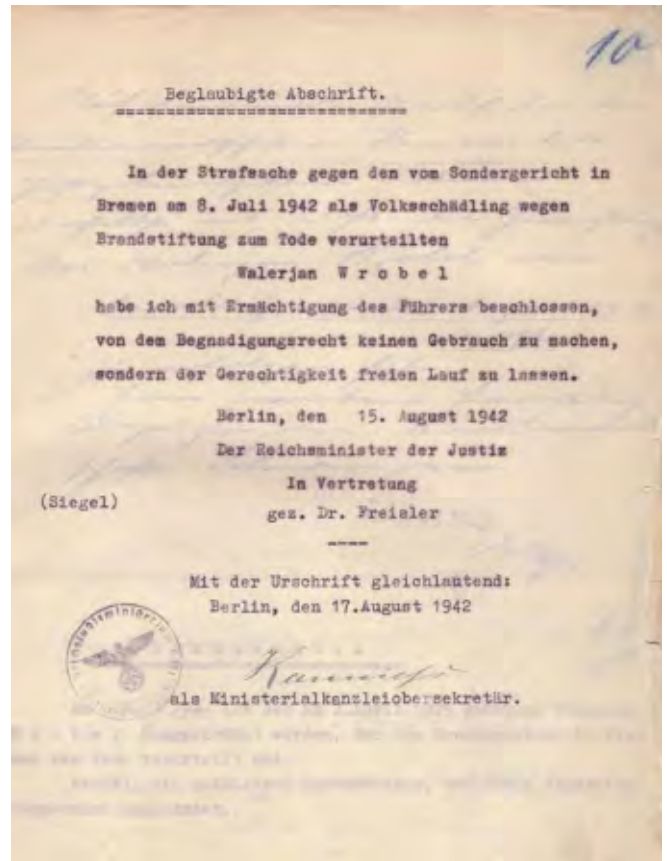 10
Beglaubigte Abschrift.
In der Strafsache gegen den vom Sondergericht in
Bremen am 8. Juli 1942 als Volksschädling wegen
Brandstiftung zum Tode verurteilten
Walerjan W r o b e l
habe ich mit Ermächtigung des Führers beschlossen,
von dem Begnadigungsrecht keinen Gebrauch zu machen,
sondern der Gerechtigkeit freien Lauf zu lassen.
Berlin, den 15. August 1942
Der Reichsminister der Justiz
In Vertretung
(Siegel)
gez. Dr. Freisler
Mit der Urschrift gleichlautend:
Berlin, den 17.August 1942
als Ministerialkanzleiobersekretär.